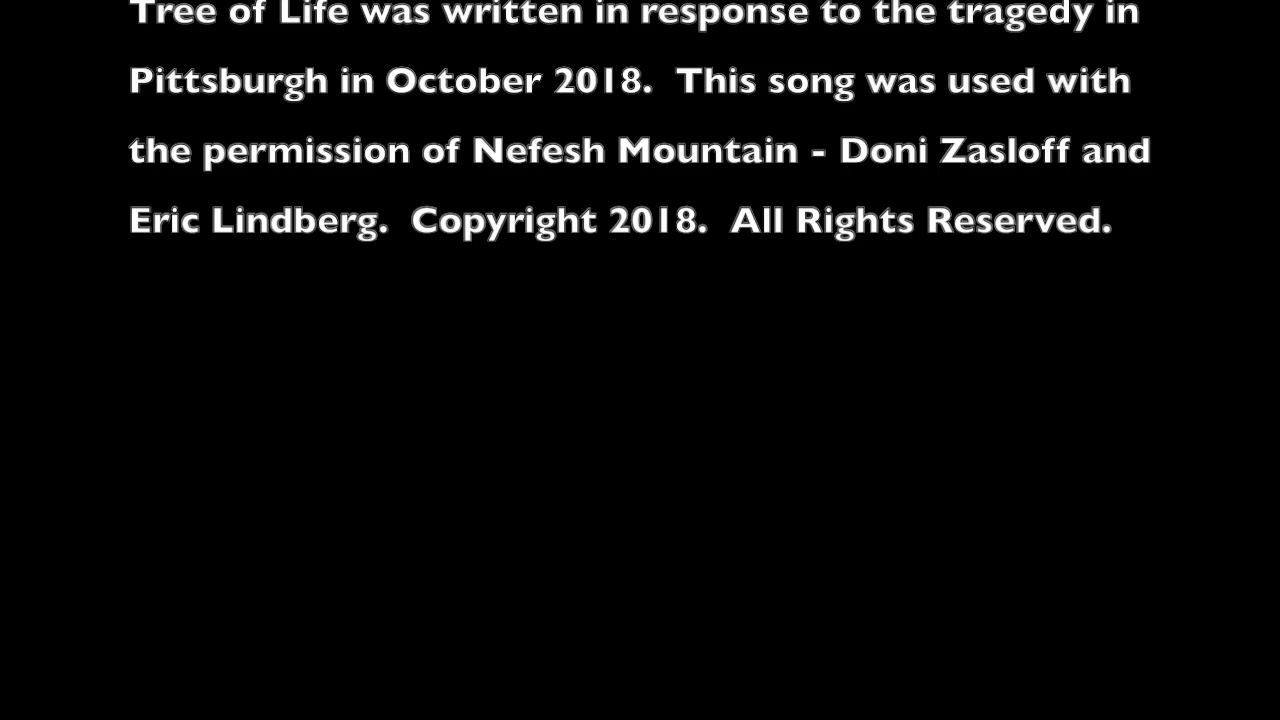 Tree of Life was written in response to the tragedy in
Pittsburgh in October 2018.  This song was used with
the permission of Nefesh Mountain - Doni Zasloff and
Eric Lindberg.  Copyright 2018.  All Rights Reserved.